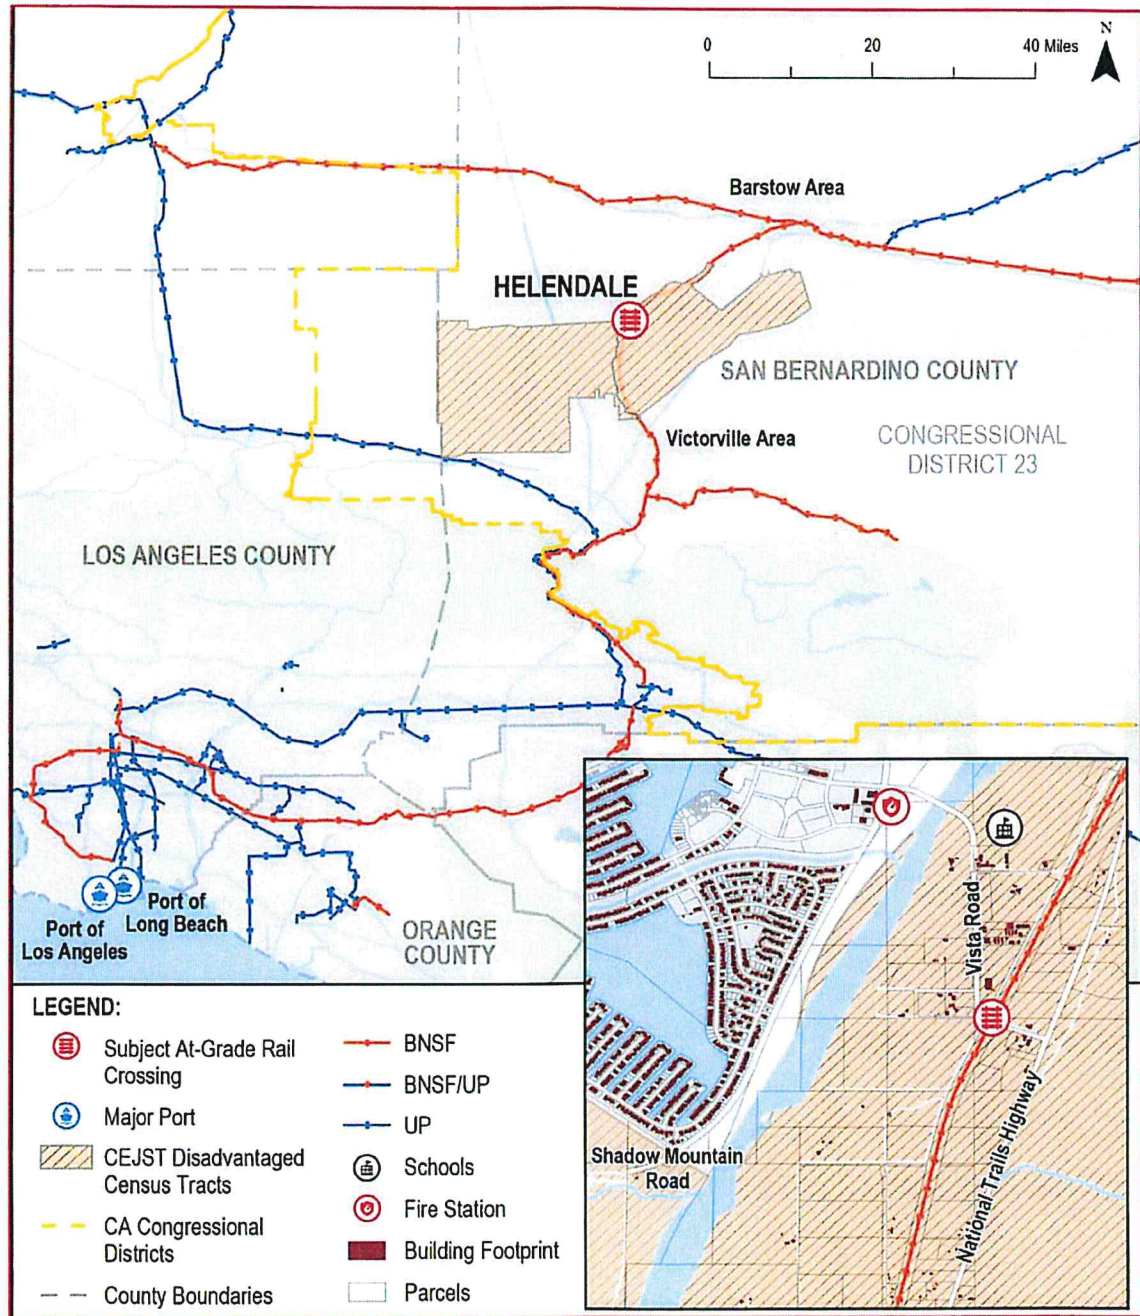 N
0 20 40 Miles
Barstow Area
HELENDALE
SAN BERNARDINO COUNTY
Victorville Area
CONGRESSIONAL
DISTRICT 23
LOS ANGELES COUNTY
Port of
Long Beach
Port of
Los Angeles
ORANGE
COUNTY
Vista Road
Shadow Mountain
Road
National Trails Highway
LEGEND:
Subject At-Grade Rail
Crossing
Major Port
CEJST Disadvantaged
Census Tracts
CA Congressional
Districts
County Boundaries
BNSF
BNSF/UP
UP
Schools
Fire Station
Building Footprint
Parcels